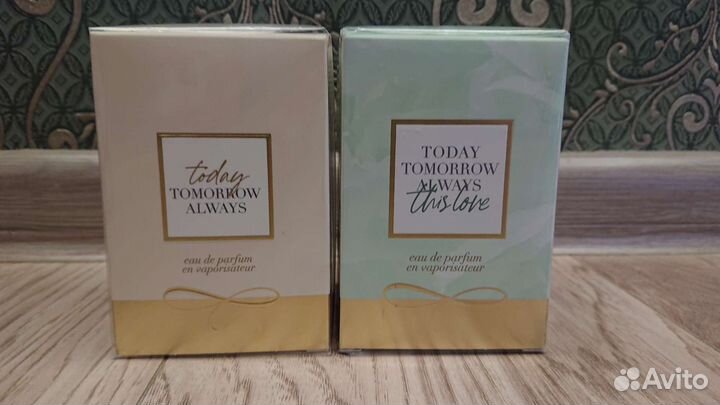 today
TOMORROW
ALWAYS
eau de parfum
en vaporisateur
TODAY
TOMORROW
ALWAYS
this love
eau de parfum
en vaporisateur
Avito